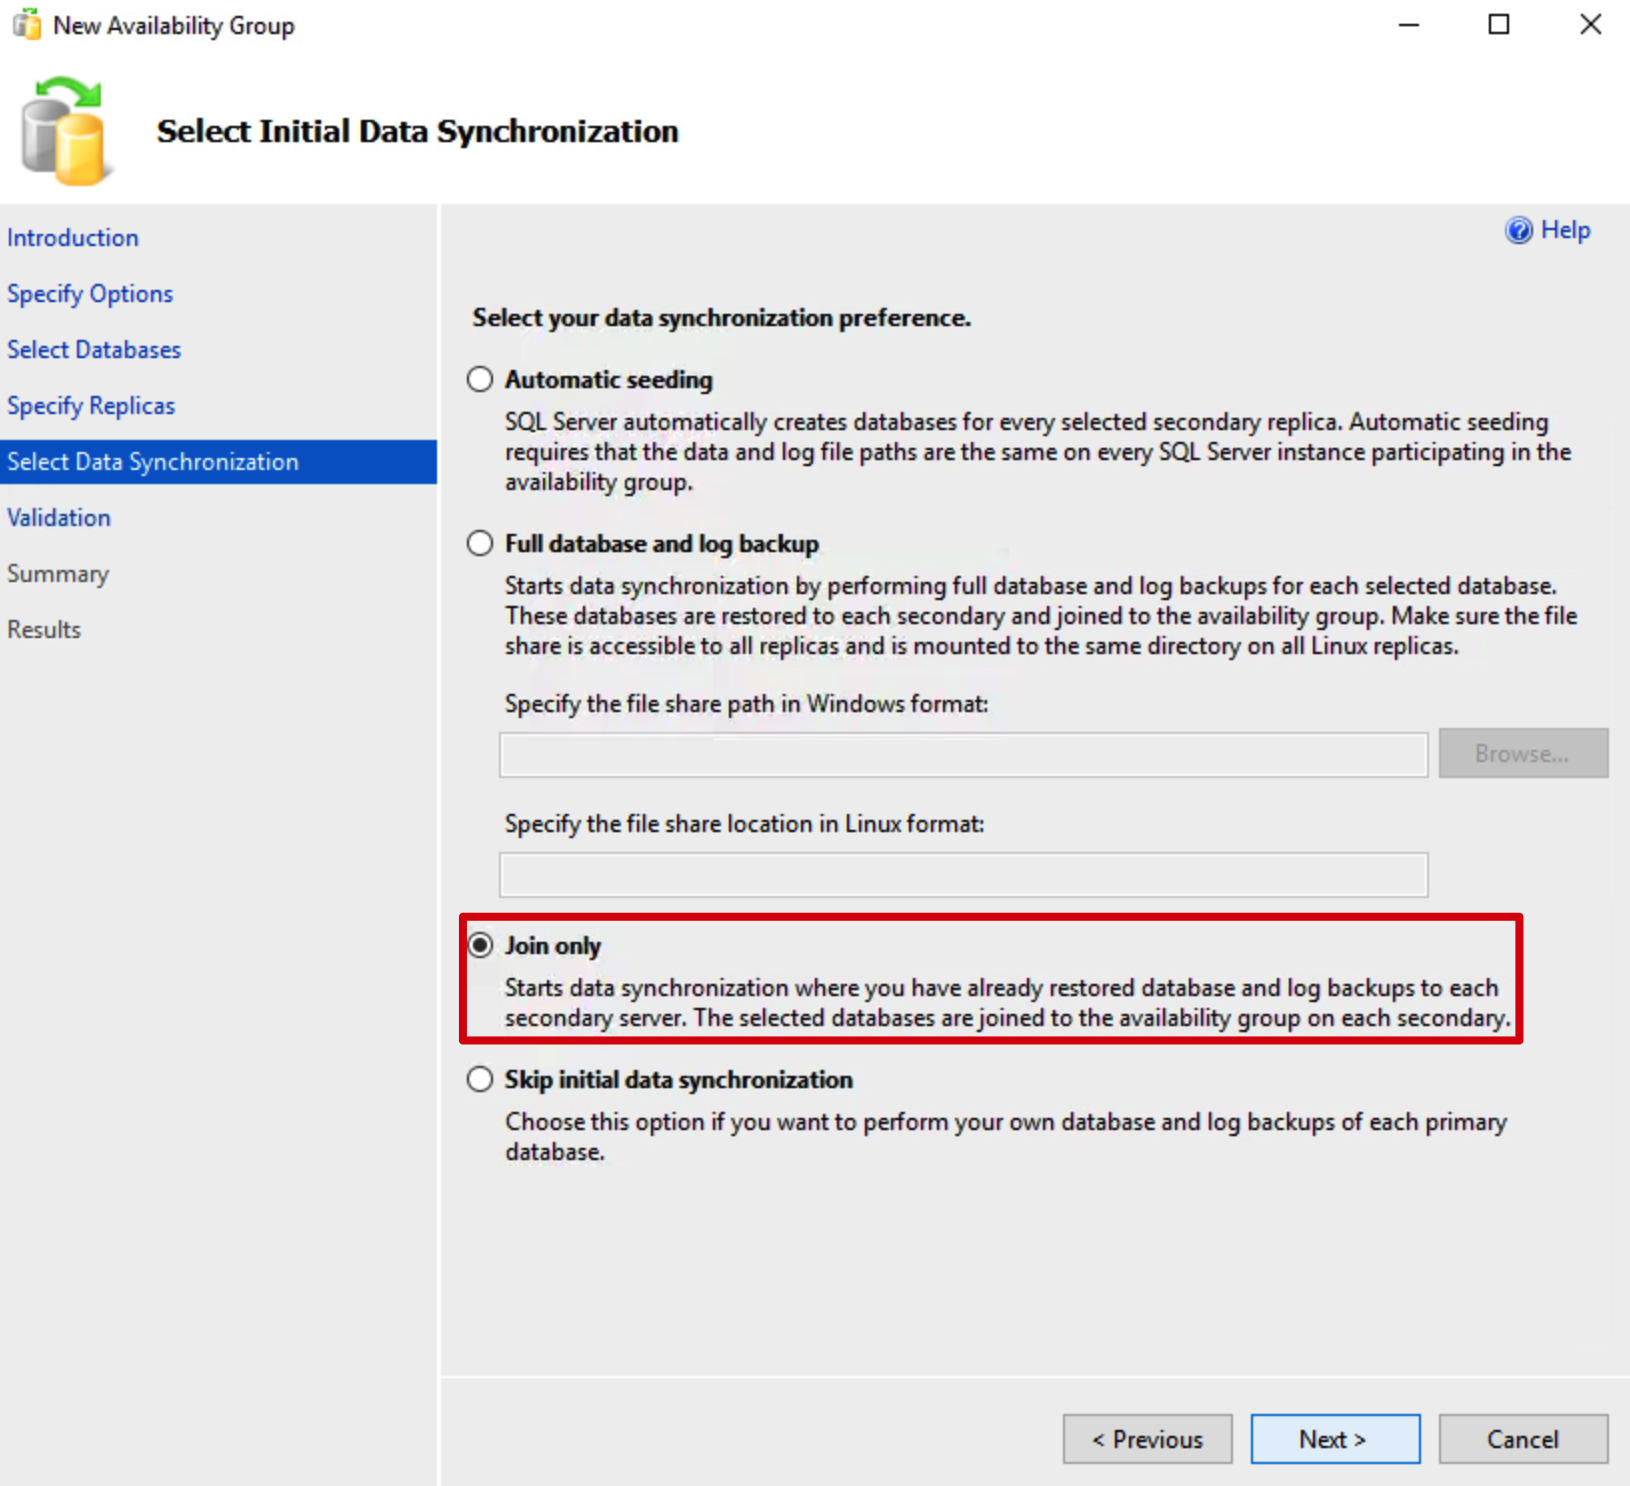 New Availability Group
Select Initial Data Synchronization
Introduction
Specify Options
Select Databases
Specify Replicas
Select Data Synchronization
Validation
Summary
Results
Help
Select your data synchronization preference.
Automatic seeding
SQL Server automatically creates databases for every selected secondary replica. Automatic seeding
requires that the data and log file paths are the same on every SQL Server instance participating in the
availability group.
Full database and log backup
Starts data synchronization by performing full database and log backups for each selected database.
These databases are restored to each secondary and joined to the availability group. Make sure the file
share is accessible to all replicas and is mounted to the same directory on all Linux replicas.
Specify the file share path in Windows format:
Browse...
Specify the file share location in Linux format:
Join only
Starts data synchronization where you have already restored database and log backups to each
secondary server. The selected databases are joined to the availability group on each secondary.
Skip initial data synchronization
Choose this option if you want to perform your own database and log backups of each primary
database.
< Previous
Next >
Cancel